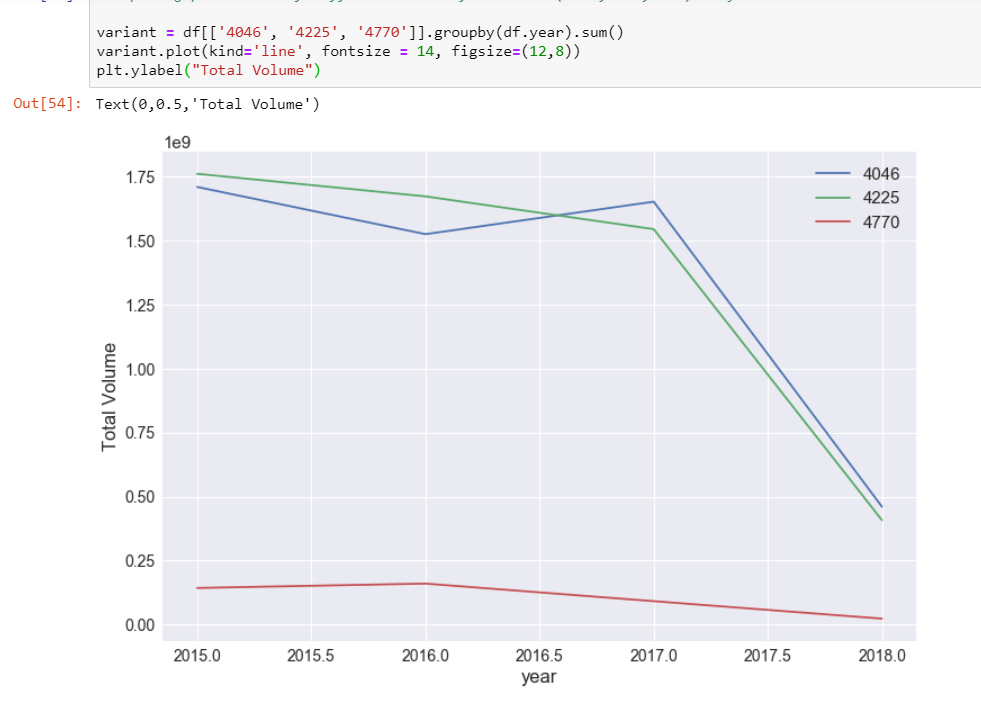 variant = df[['4046', '4225', '4770']].groupby(df.year).sum()
variant.plot(kind='line', fontsize = 14, figsize=(12,8))
plt.ylabel("Total Volume")
Out[54]: Text(0,0.5,'Total Volume')
1e9
4046
4225
4770
1.75
1.50
1.25
1.00
0.75
0.50
0.25
0.00
Total Volume
2015.0 2015.5 2016.0 2016.5 2017.0 2017.5 2018.0
year